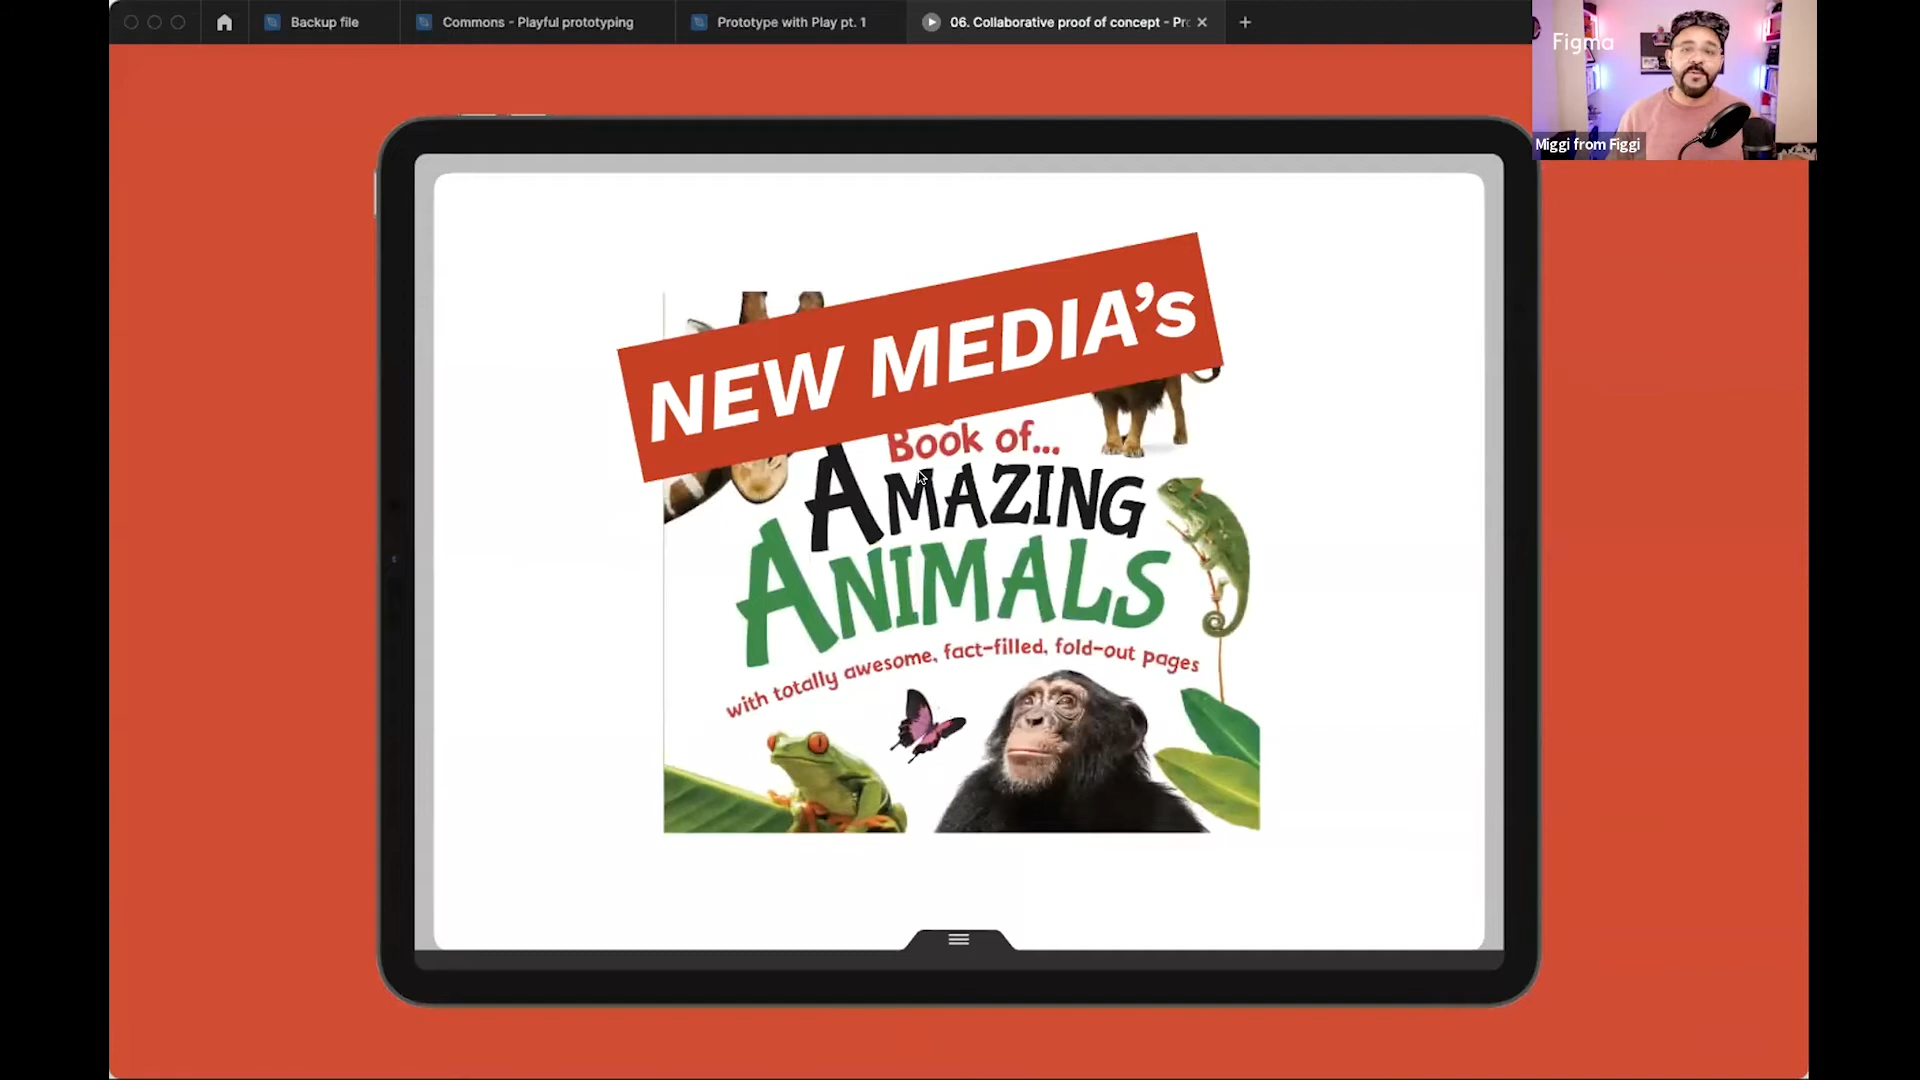 Backup file
Commons - Playful prototyping
Prototype with Play pt. 1
06. Collaborative proof of concept - Pr
Figma
Miggi from Figgi
NEW MEDIA's
Book of...
AMAZING
ANIMALS
with totally awesome, fact-filled, fold-out pages